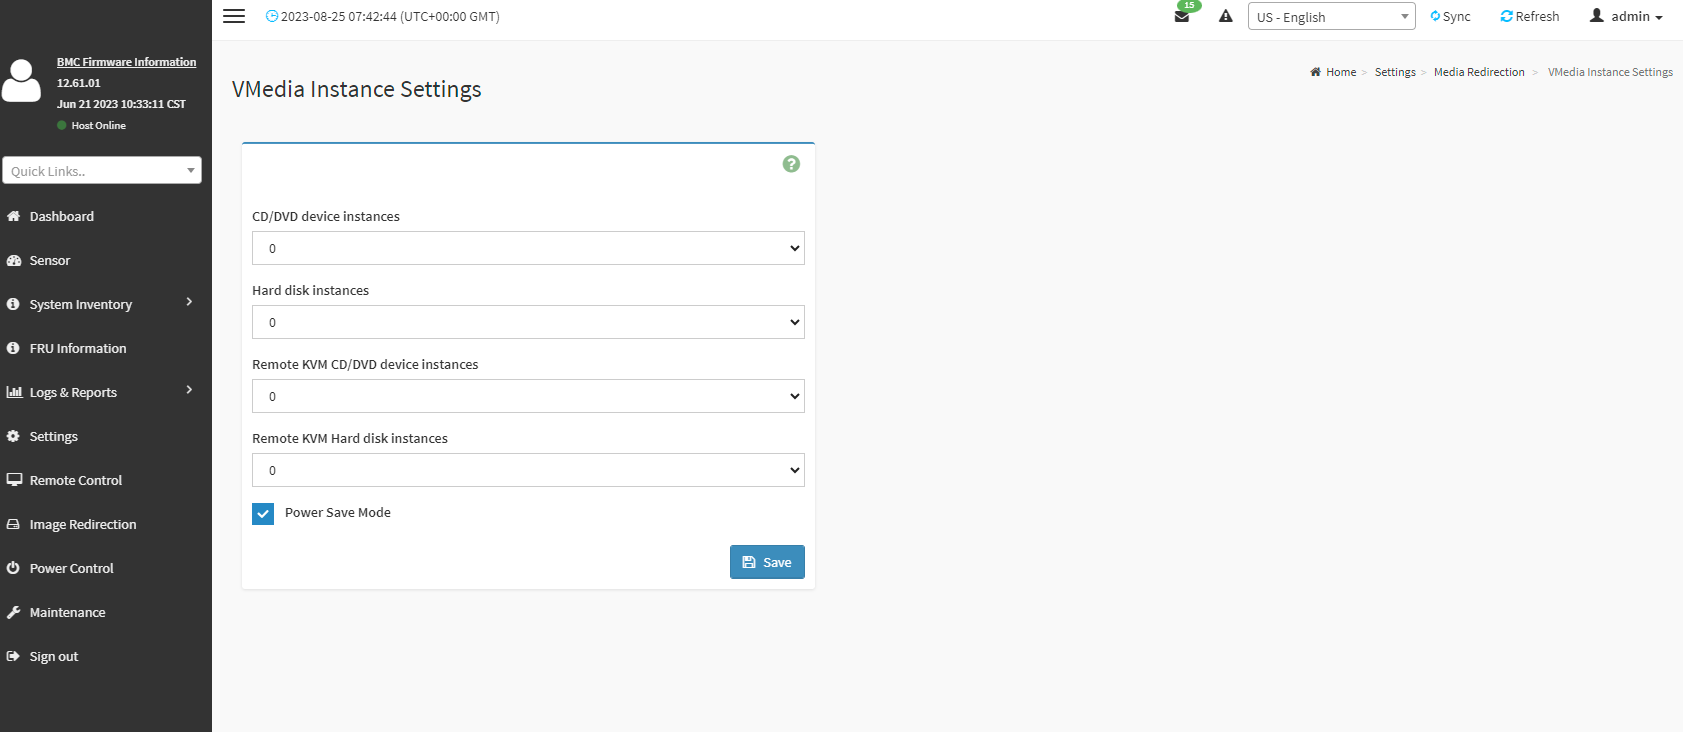 2023-08-25 07:42:44 (UTC+00:00 GMT)
15
US - English
Sync
Refresh
admin
BMC Firmware Information
12.61.01
Jun 21 2023 10:33:11 CST
Host Online
Quick Links..
Dashboard
Sensor
System Inventory
FRU Information
Logs & Reports
Settings
Remote Control
Image Redirection
Power Control
Maintenance
Sign out
VMedia Instance Settings
Home > Settings > Media Redirection > VMedia Instance Settings
?
CD/DVD device instances
0
Hard disk instances
0
Remote KVM CD/DVD device instances
0
Remote KVM Hard disk instances
0
Power Save Mode
Save